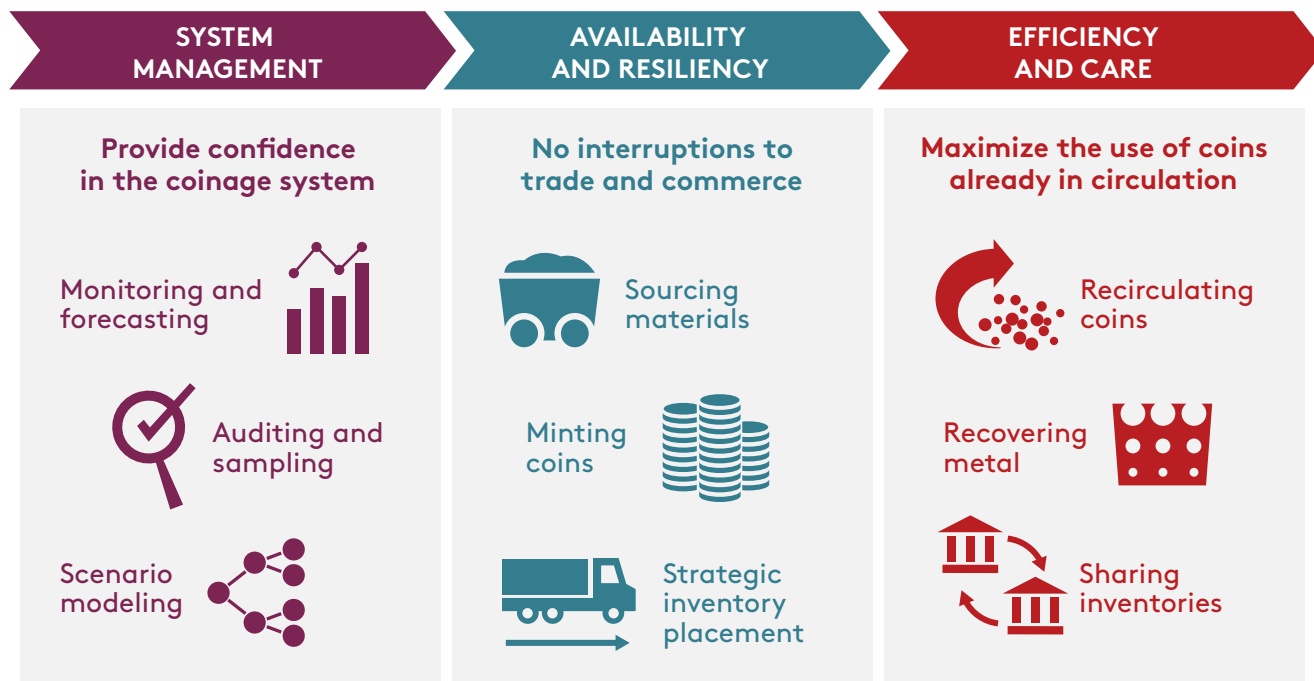 SYSTEM
MANAGEMENT
Provide confidence
in the coinage system
Monitoring and
forecasting
Auditing and
sampling
Scenario
modeling
AVAILABILITY
AND RESILIENCY
No interruptions to
trade and commerce
Sourcing
materials
Minting
coins
Strategic
inventory
placement
EFFICIENCY
AND CARE
Maximize the use of coins
already in circulation
Recirculating
coins
Recovering
metal
Sharing
inventories